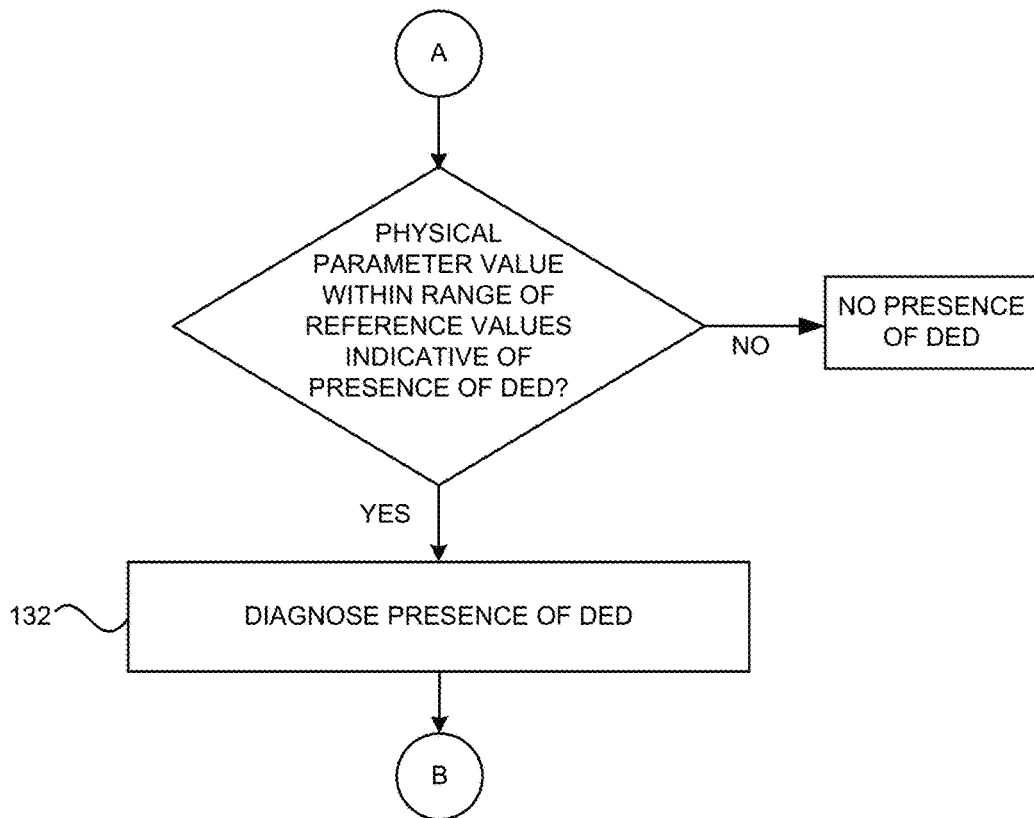 A
PHYSICAL
PARAMETER VALUE
WITHIN RANGE OF
REFERENCE VALUES
INDICATIVE OF
PRESENCE OF DED?
NO
NO PRESENCE
OF DED
YES
132
DIAGNOSE PRESENCE OF DED
B